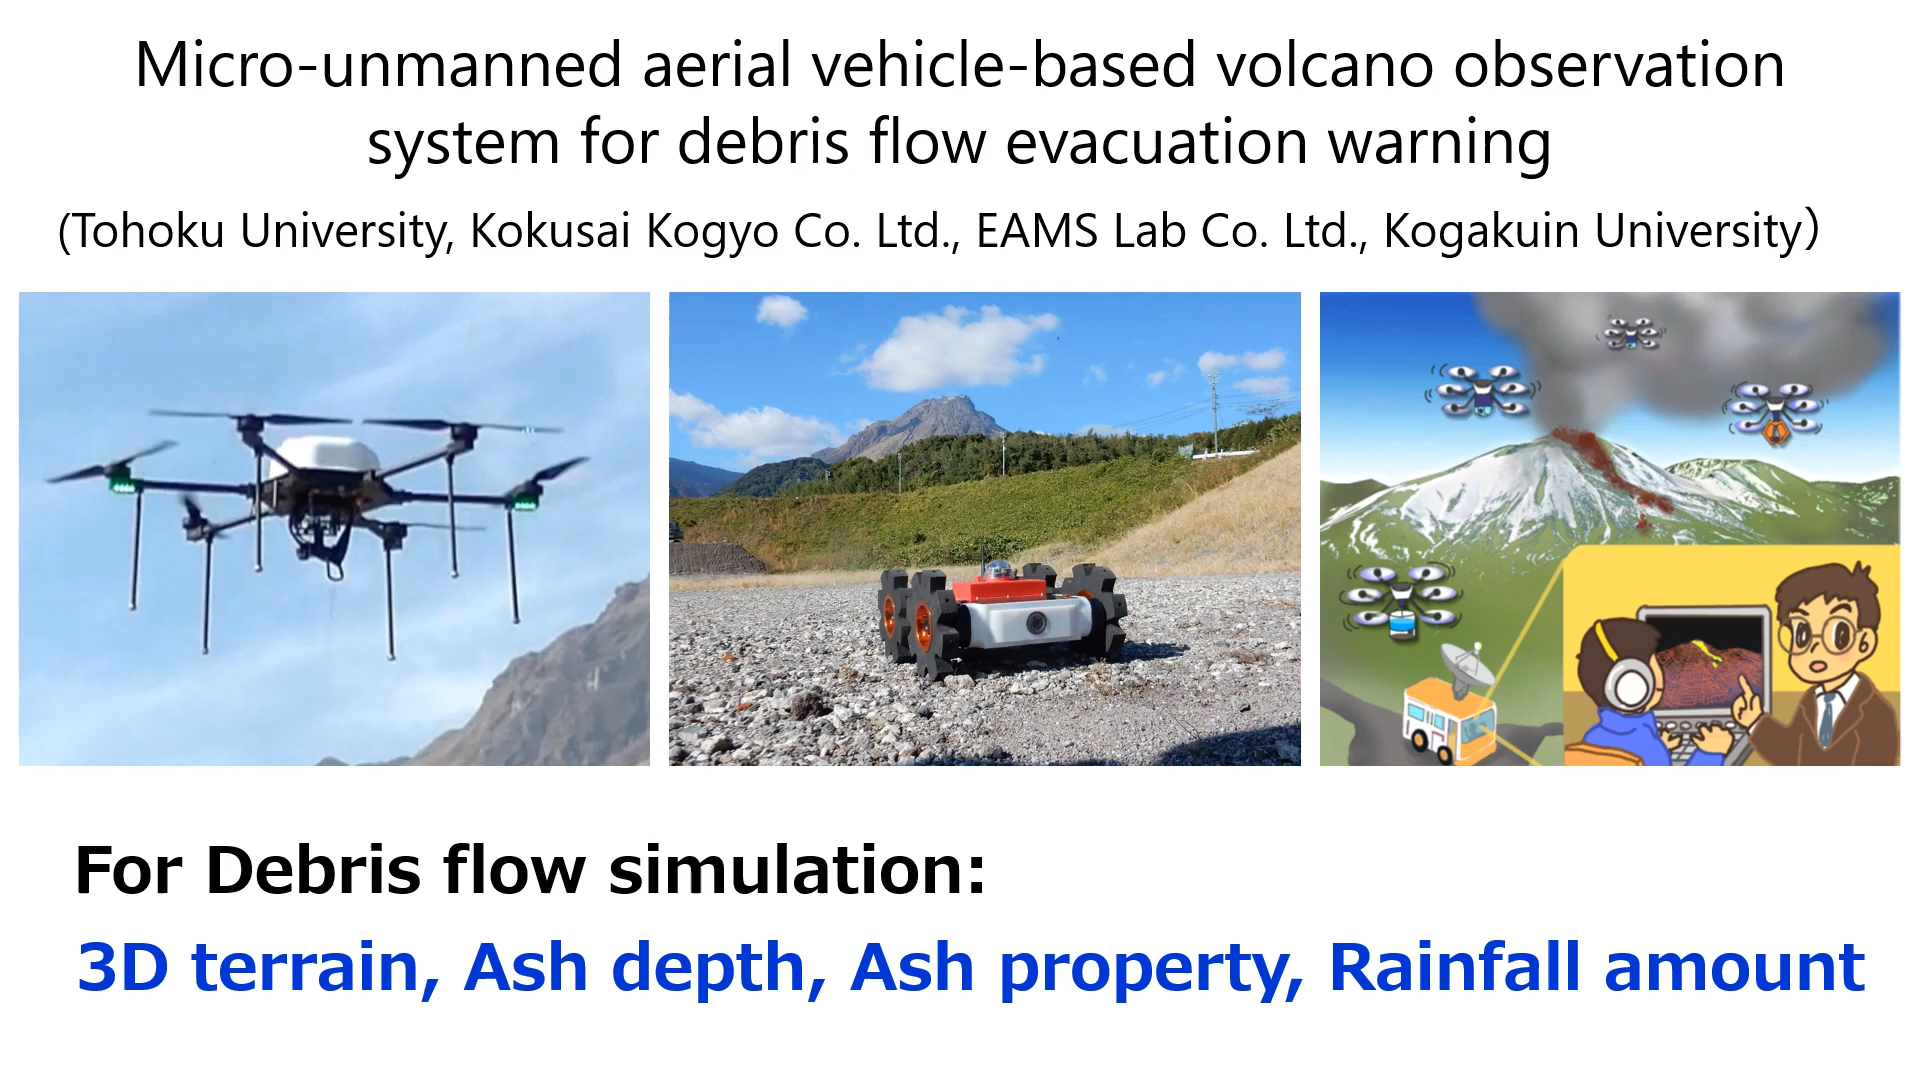 Micro-unmanned aerial vehicle-based volcano observation
system for debris flow evacuation warning
(Tohoku University, Kokusai Kogyo Co. Ltd., EAMS Lab Co. Ltd., Kogakuin University）
For Debris flow simulation:
3D terrain, Ash depth, Ash property, Rainfall amount